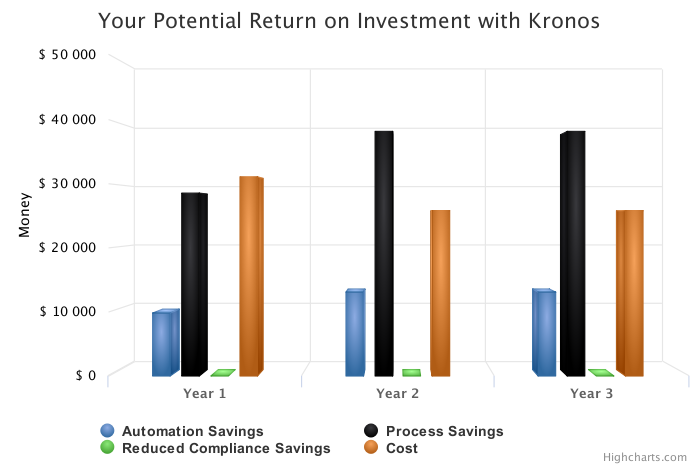 Your Potential Return on Investment with Kronos
$ 50 000
$ 40 000
$ 30 000
$ 20 000
$ 10 000
$ 0
Money
Year 1 Year 2 Year 3
Automation Savings Process Savings
Reduced Compliance Savings Cost
Highcharts.com